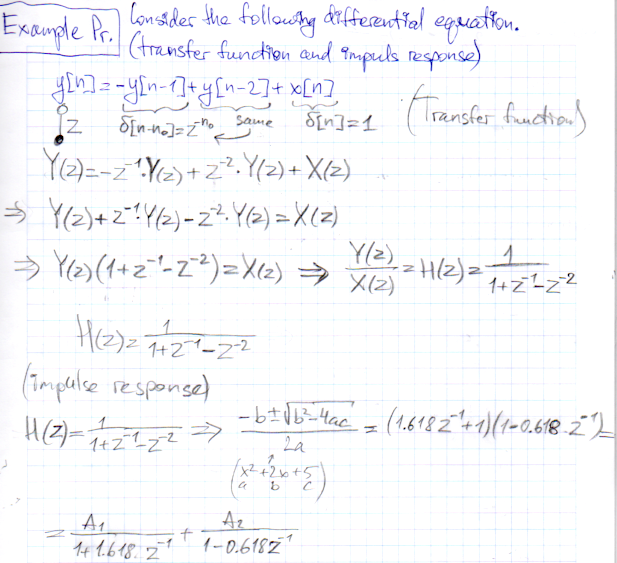 Example Pr. Consider the following differential equation.
(transfer function and impuls response)
y[n]=-y[n-1]+y[n-2]+x[n]
Z δ[n-n₀]=z^-n₀ same δ[n]=1 (Transfer function)
Y(z)=-z^-1·Y(z)+z^-2·Y(z)+X(z)
⇒ Y(z)+z^-1·Y(z)-z^-2·Y(z)=X(z)
⇒ Y(z)(1+z^-1-z^-2)=X(z) ⇒ Y(z)/X(z)=H(z)=1/(1+z^-1-z^-2)
H(z)=1/(1+z^-1-z^-2)
(impulse response)
H(z)=1/(1+z^-1-z^-2) ⇒ (-b±√(b²-4ac))/2a = (1.618z^-1+1)(1-0.618·z^-1)=
(x²+2x+5)
a b c
= A₁/(1+1.618·z^-1) + A₂/(1-0.618z^-1)